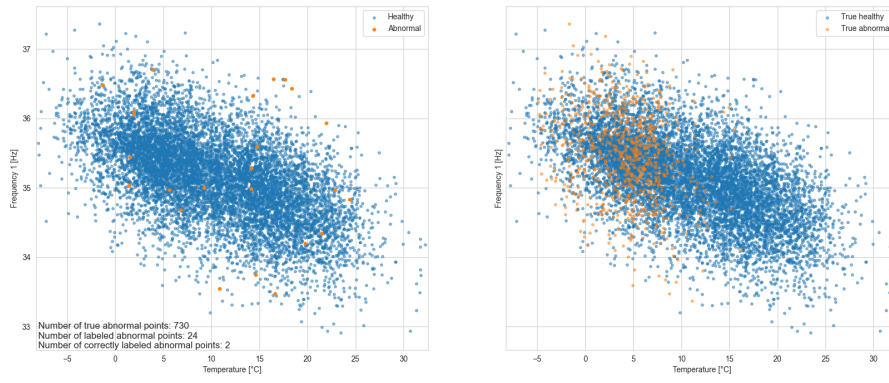 Healthy
Abnormal
37
36
35
34
33
Frequency 1 [Hz]
Number of true abnormal points: 730
Number of labeled abnormal points: 24
Number of correctly labeled abnormal points: 2
−5 0 5 10 15 20 25 30
Temperature [°C]
True healthy
True abnormal
Frequency 1 [Hz]
−5 0 5 10 15 20 25 30
Temperature [°C]